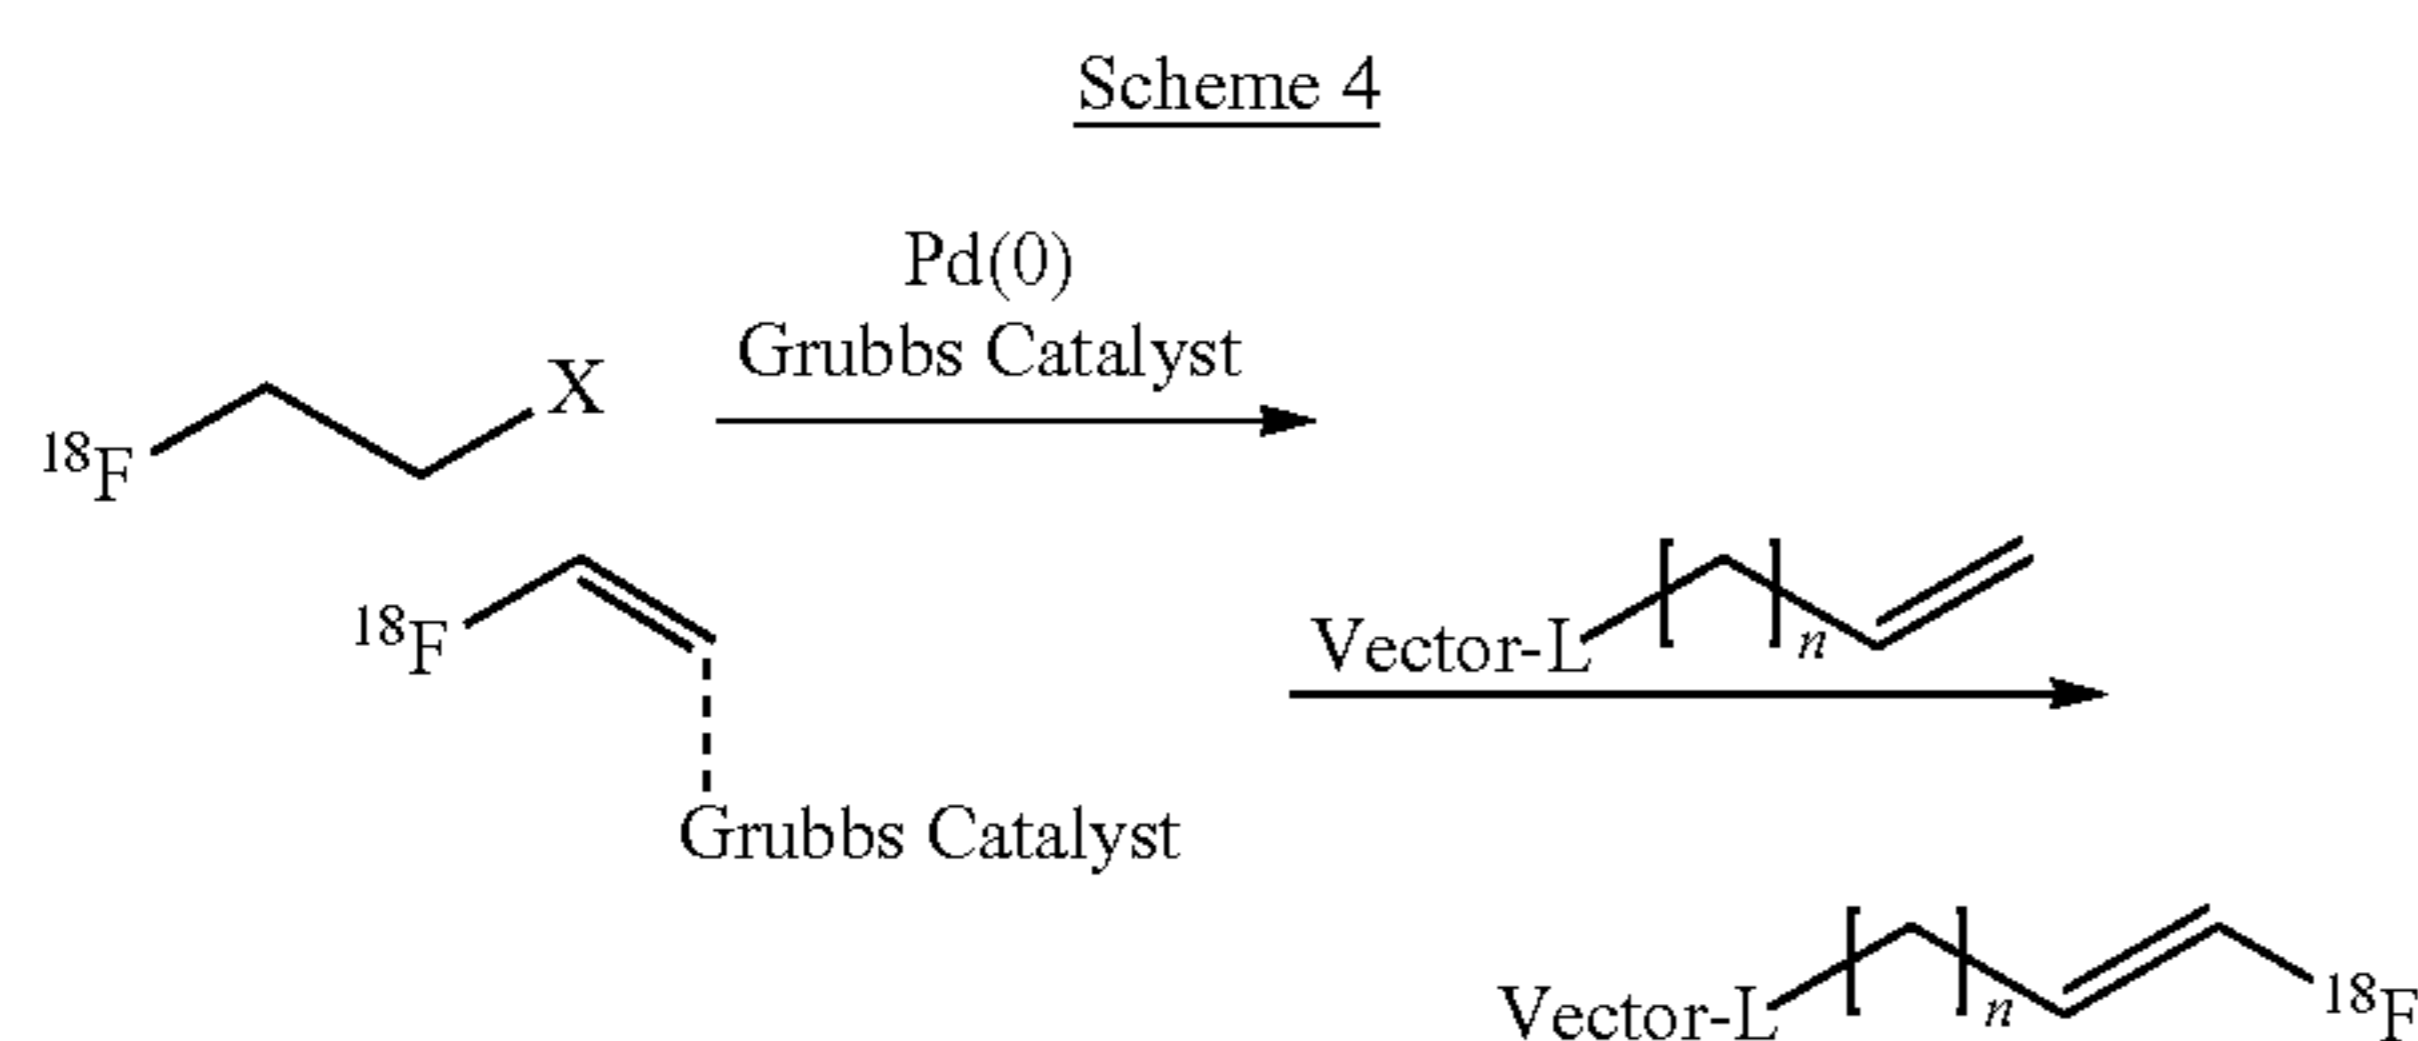 Scheme 4
Pd(0)
Grubbs Catalyst
18F X
18F
Grubbs Catalyst
Vector-L [ ]n
Vector-L [ ]n 18F